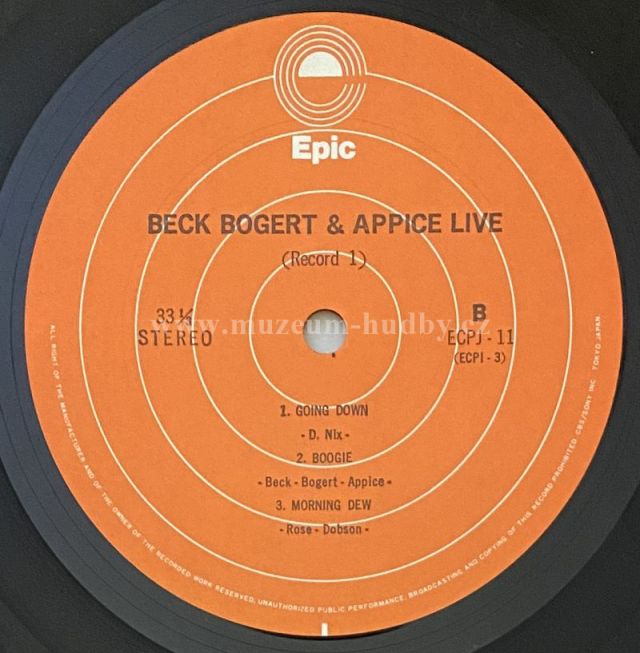 Epic
BECK BOGERT & APPICE LIVE
(Record 1)
33⅓
STEREO
B
ECPJ - 11
(ECPI - 3)
www.muzeum-hudby.cz
1. GOING DOWN
- D. Nix -
2. BOOGIE
- Beck - Bogert - Appice -
3. MORNING DEW
- Rose - Dobson -
ALL RIGHT OF THE MANUFACTURER AND OF THE OWNER OF THE RECORDED WORK RESERVED, UNAUTHORIZED PUBLIC PERFORMANCE, BROADCASTING AND COPYING OF THIS RECORD PROHIBITED CBS/SONY INC. TOKYO JAPAN.